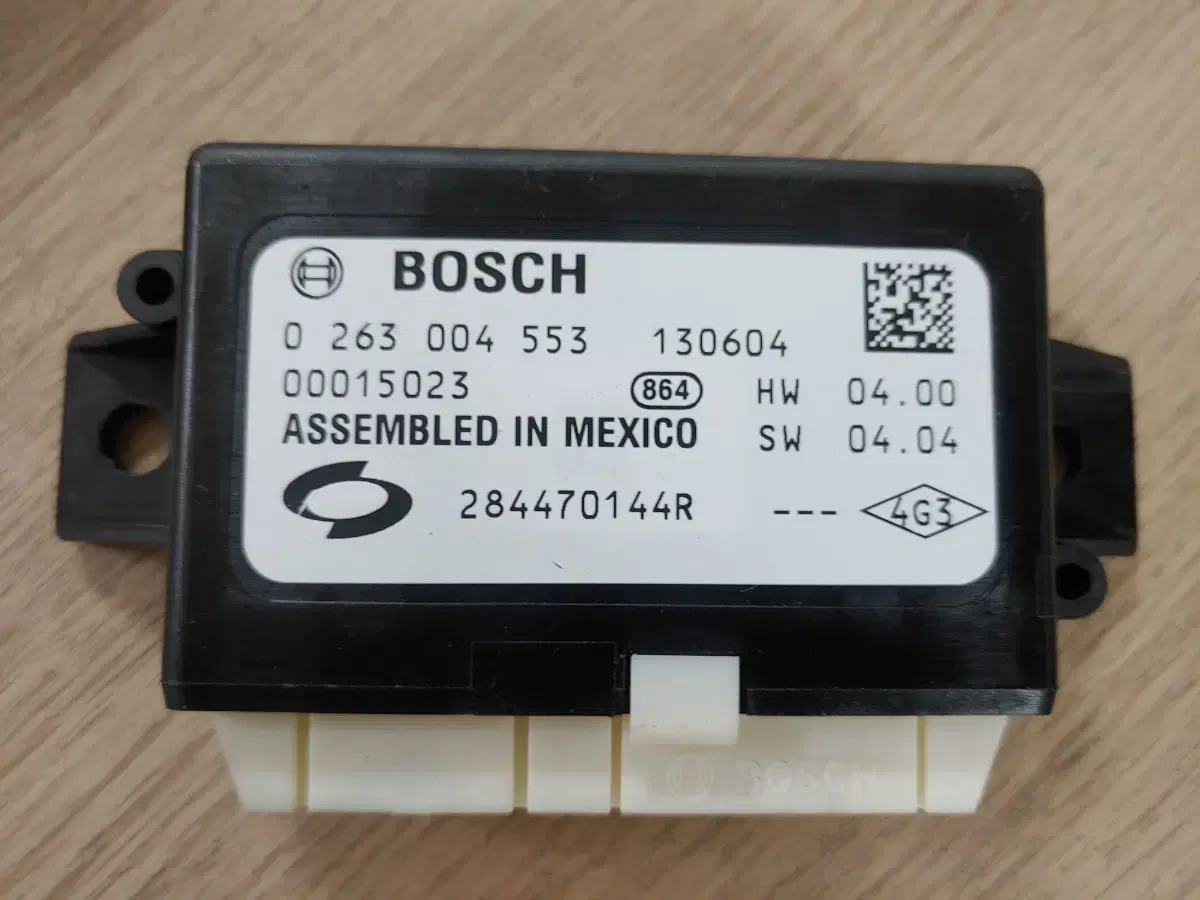 BOSCH
0 263 004 553 130604
00015023 864 HW 04.00
ASSEMBLED IN MEXICO SW 04.04
284470144R --- 4G3
BOSCH